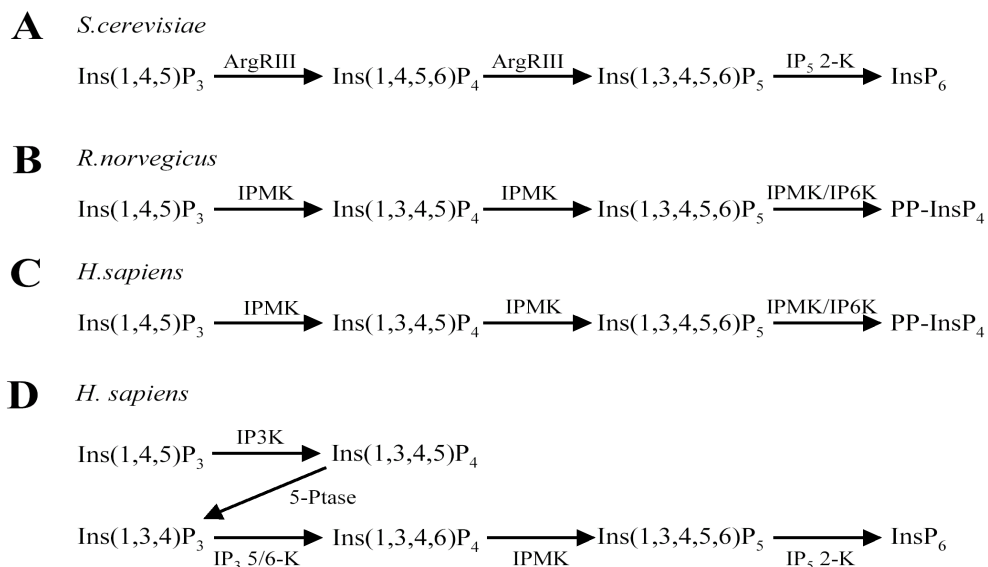 A S.cerevisiae
ArgRIII ArgRIII IP₅ 2-K
Ins(1,4,5)P₃ Ins(1,4,5,6)P₄ Ins(1,3,4,5,6)P₅ InsP₆
B R.norvegicus
IPMK IPMK IPMK/IP6K
Ins(1,4,5)P₃ Ins(1,3,4,5)P₄ Ins(1,3,4,5,6)P₅ PP-InsP₄
C H.sapiens
IPMK IPMK IPMK/IP6K
Ins(1,4,5)P₃ Ins(1,3,4,5)P₄ Ins(1,3,4,5,6)P₅ PP-InsP₄
D H. sapiens
IP3K
Ins(1,4,5)P₃ Ins(1,3,4,5)P₄
5-Ptase
Ins(1,3,4)P₃ Ins(1,3,4,6)P₄ Ins(1,3,4,5,6)P₅ InsP₆
IP₃ 5/6-K IPMK IP₅ 2-K